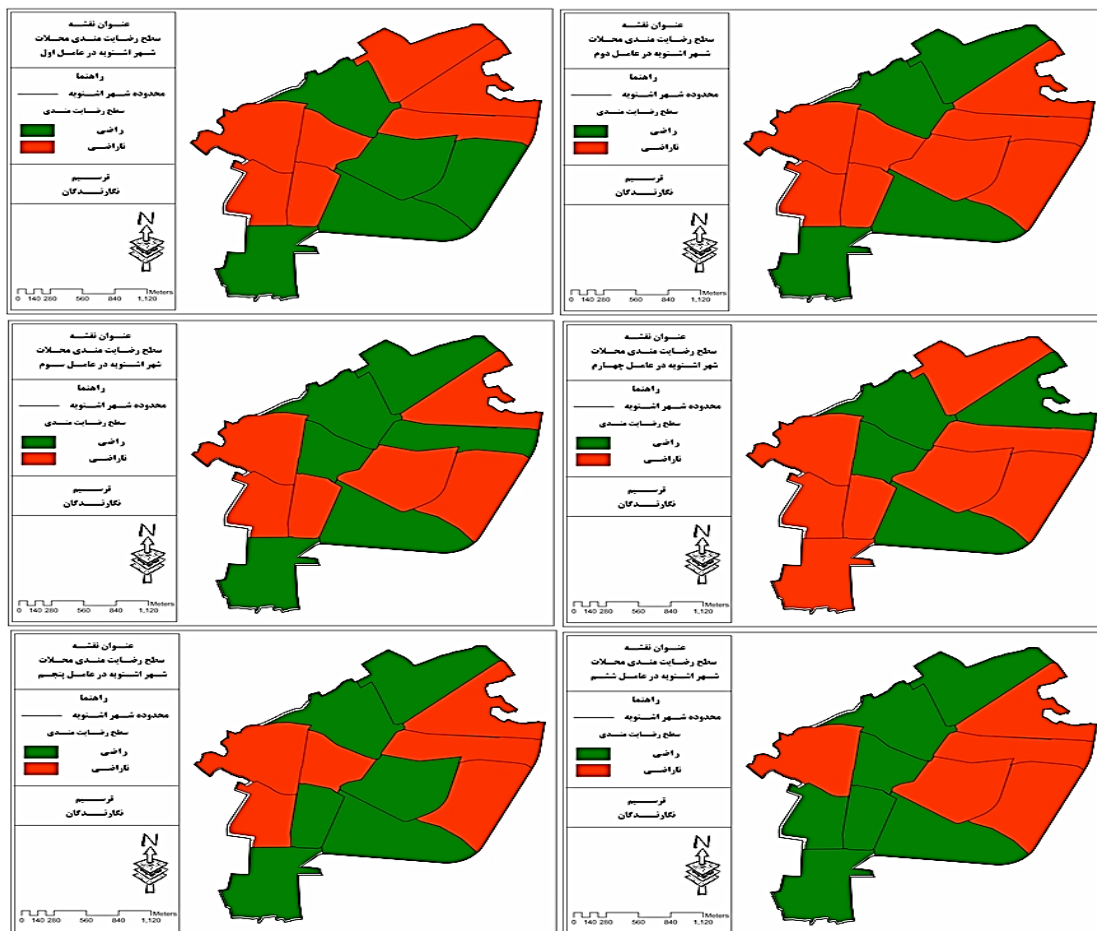 عنوان نقشه
سطح رضایت مندی محلات
شهر اشنویه در عامل اول
راهنما
محدوده شهر اشنویه
سطح رضایت مندی
راضی
ناراضی
ترسیم
نگارندگان
N
0 140 280 560 840 1,120 Meters
عنوان نقشه
سطح رضایت مندی محلات
شهر اشنویه در عامل دوم
راهنما
محدوده شهر اشنویه
سطح رضایت مندی
راضی
ناراضی
ترسیم
نگارندگان
N
0 140 280 560 840 1,120 Meters
عنوان نقشه
سطح رضایت مندی محلات
شهر اشنویه در عامل سوم
راهنما
محدوده شهر اشنویه
سطح رضایت مندی
راضی
ناراضی
ترسیم
نگارندگان
N
0 140 280 560 840 1,120 Meters
عنوان نقشه
سطح رضایت مندی محلات
شهر اشنویه در عامل چهارم
راهنما
محدوده شهر اشنویه
سطح رضایت مندی
راضی
ناراضی
ترسیم
نگارندگان
N
0 140 280 560 840 1,120 Meters
عنوان نقشه
سطح رضایت مندی محلات
شهر اشنویه در عامل پنجم
راهنما
محدوده شهر اشنویه
سطح رضایت مندی
راضی
ناراضی
ترسیم
نگارندگان
N
0 140 280 560 840 1,120 Meters
عنوان نقشه
سطح رضایت مندی محلات
شهر اشنویه در عامل ششم
راهنما
محدوده شهر اشنویه
سطح رضایت مندی
راضی
ناراضی
ترسیم
نگارندگان
N
0 140 280 560 840 1,120 Meters